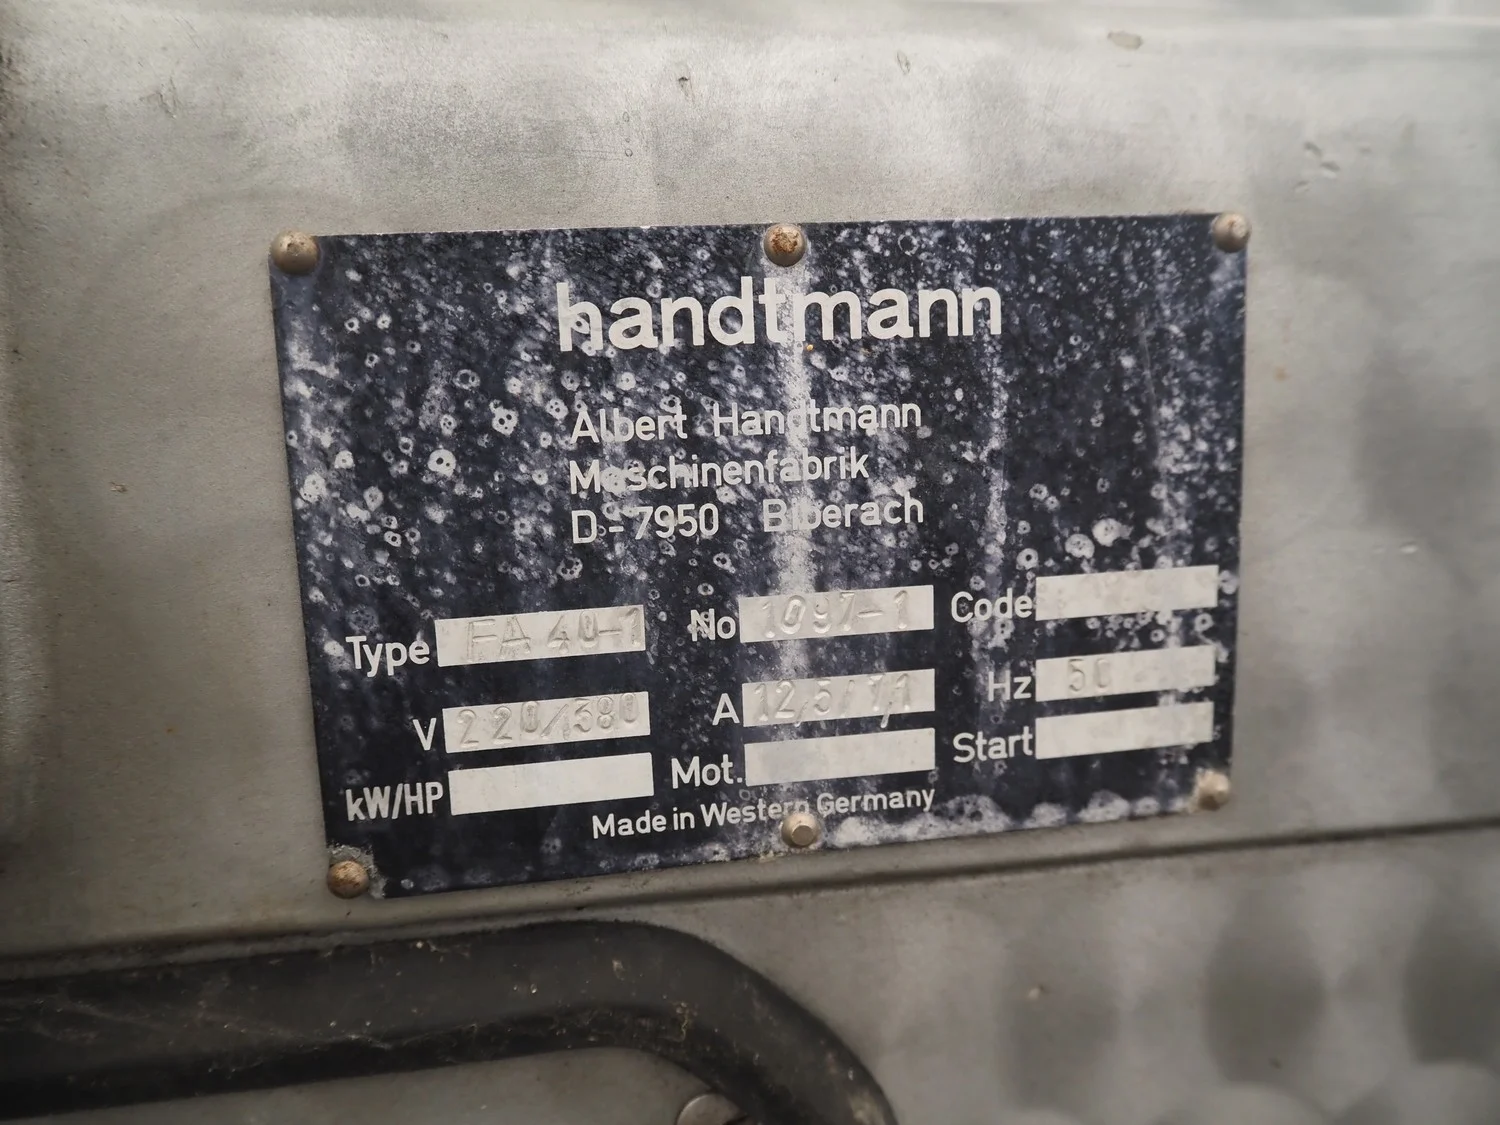 handtmann
Albert Handtmann
Maschinenfabrik
D-7950 Biberach
Type FA 40-1 No 1097-1 Code
V 220/380 A 12,5/7,1 Hz 50
kW/HP Mot. Start
Made in Western Germany